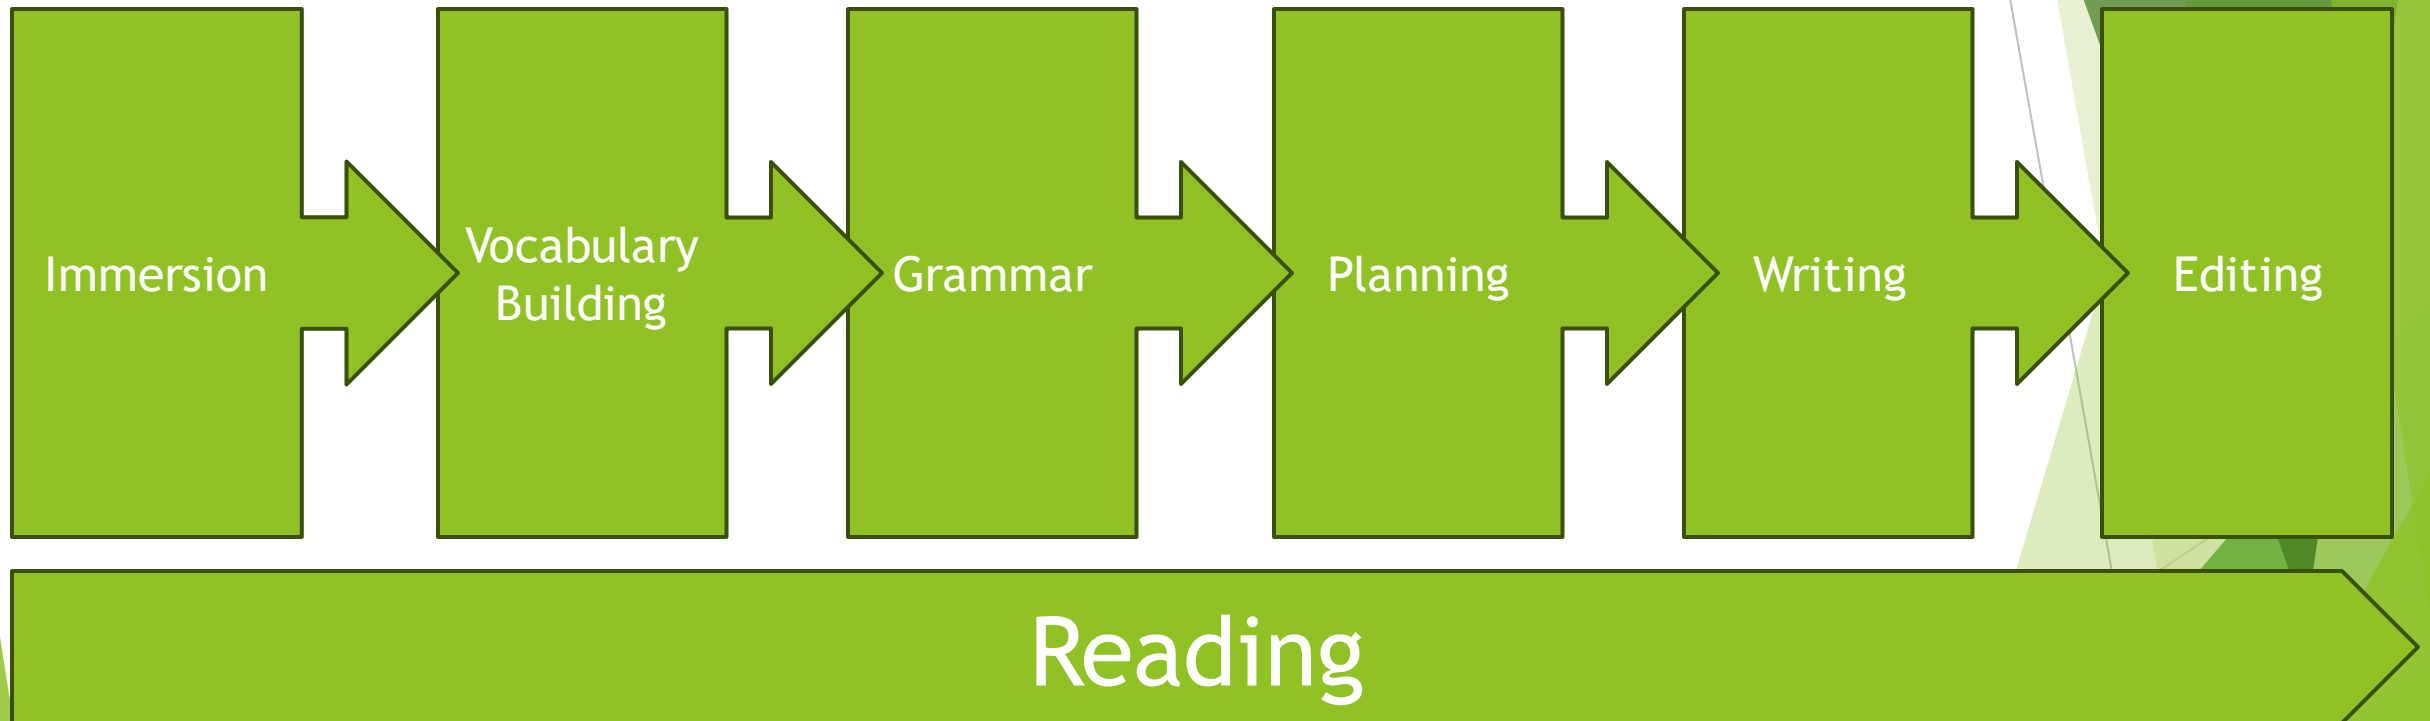 Immersion
Vocabulary
Building
Grammar
Planning
Writing
Editing
Reading